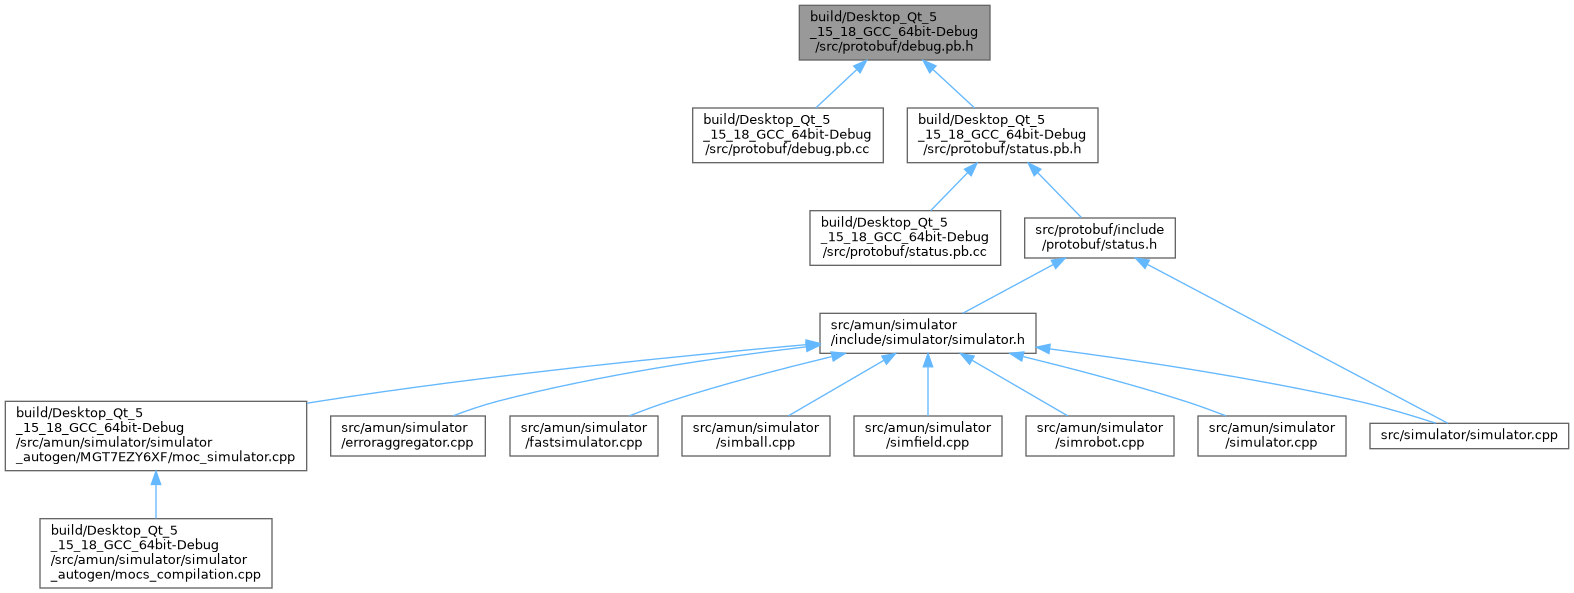 build/Desktop_Qt_5
_15_18_GCC_64bit-Debug
/src/protobuf/debug.pb.h
build/Desktop_Qt_5
_15_18_GCC_64bit-Debug
/src/protobuf/debug.pb.cc
build/Desktop_Qt_5
_15_18_GCC_64bit-Debug
/src/protobuf/status.pb.h
build/Desktop_Qt_5
_15_18_GCC_64bit-Debug
/src/protobuf/status.pb.cc
src/protobuf/include
/protobuf/status.h
src/amun/simulator
/include/simulator/simulator.h
build/Desktop_Qt_5
_15_18_GCC_64bit-Debug
/src/amun/simulator/simulator
_autogen/MGT7EZY6XF/moc_simulator.cpp
src/amun/simulator
/erroraggregator.cpp
src/amun/simulator
/fastsimulator.cpp
src/amun/simulator
/simball.cpp
src/amun/simulator
/simfield.cpp
src/amun/simulator
/simrobot.cpp
src/amun/simulator
/simulator.cpp
src/simulator/simulator.cpp
build/Desktop_Qt_5
_15_18_GCC_64bit-Debug
/src/amun/simulator/simulator
_autogen/mocs_compilation.cpp